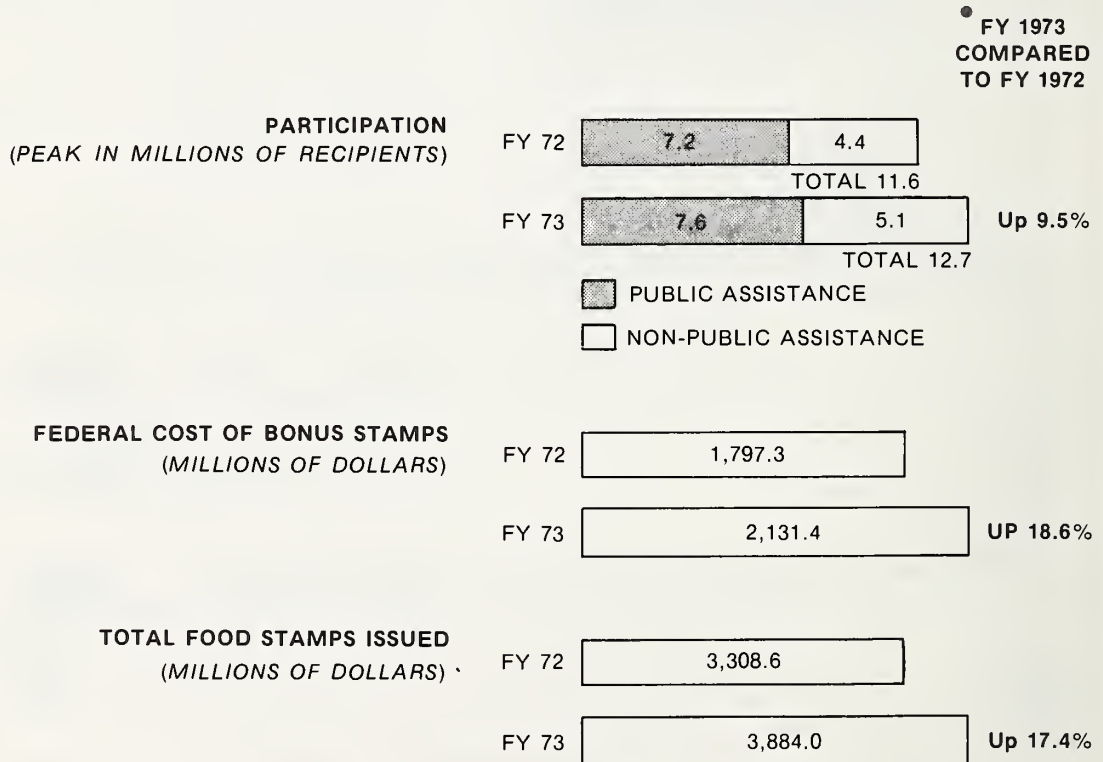 FY 1973
COMPARED
TO FY 1972
PARTICIPATION
(PEAK IN MILLIONS OF RECIPIENTS)
FY 72 7.2 4.4
TOTAL 11.6
FY 73 7.6 5.1 Up 9.5%
TOTAL 12.7
PUBLIC ASSISTANCE
NON-PUBLIC ASSISTANCE
FEDERAL COST OF BONUS STAMPS
(MILLIONS OF DOLLARS)
FY 72 1,797.3
FY 73 2,131.4 UP 18.6%
TOTAL FOOD STAMPS ISSUED
(MILLIONS OF DOLLARS)
FY 72 3,308.6
FY 73 3,884.0 Up 17.4%